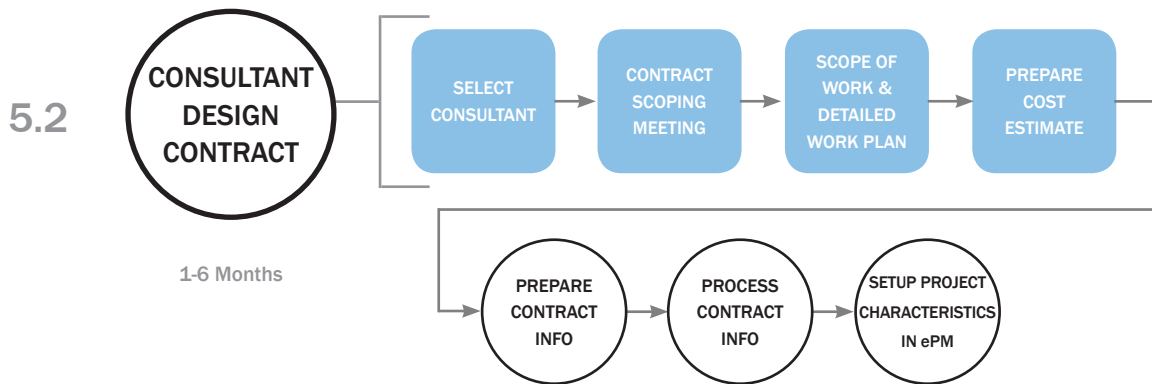 5.2
CONSULTANT
DESIGN
CONTRACT
1-6 Months
SELECT
CONSULTANT
CONTRACT
SCOPING
MEETING
SCOPE OF
WORK &
DETAILED
WORK PLAN
PREPARE
COST
ESTIMATE
PREPARE
CONTRACT
INFO
PROCESS
CONTRACT
INFO
SETUP PROJECT
CHARACTERISTICS
IN ePM